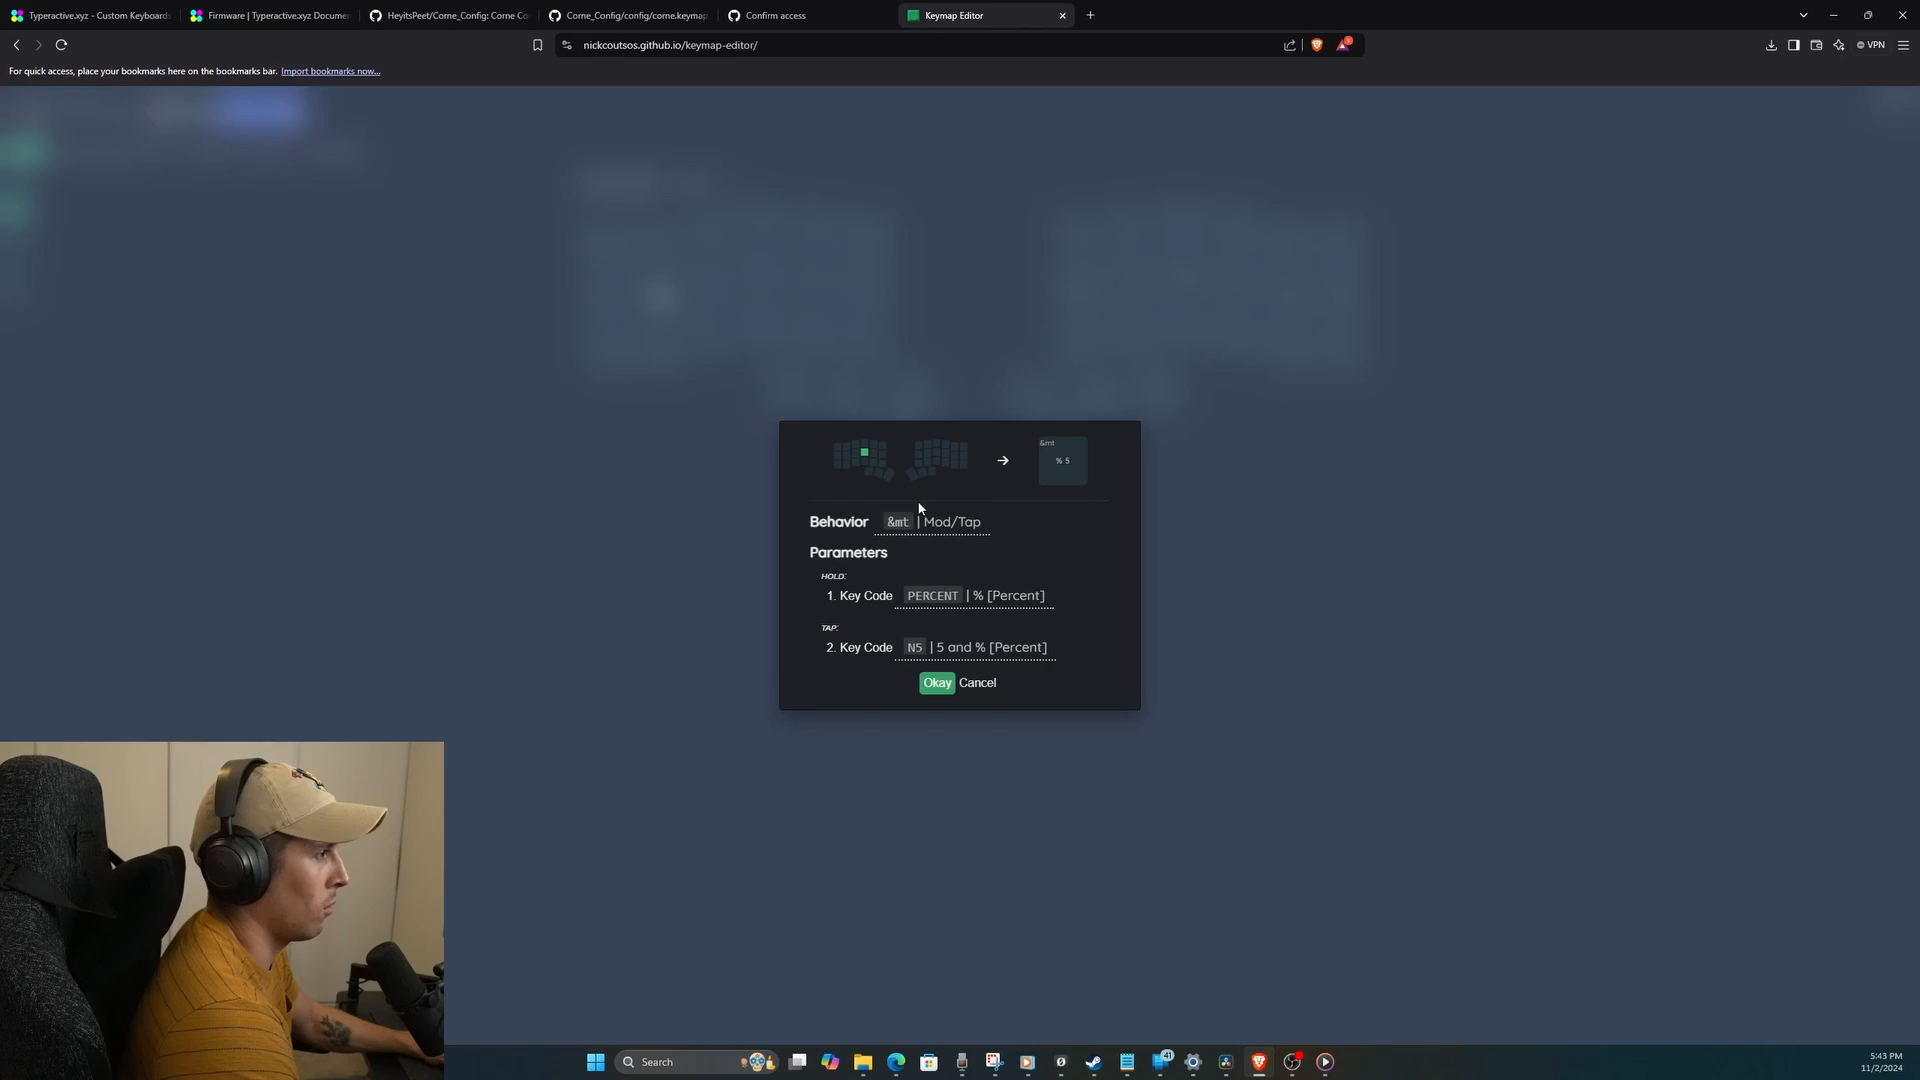 Typeractive.xyz - Custom Keyboards
Firmware | Typeractive.xyz Documen
HeyitsPeet/Corne_Config: Corne Co
Corne_Config/config/corne.keymap
Confirm access
Keymap Editor
nickcoutsos.github.io/keymap-editor/
1
VPN
For quick access, place your bookmarks here on the bookmarks bar. Import bookmarks now...
&mt
% 5
Behavior &mt | Mod/Tap
Parameters
HOLD:
1. Key Code PERCENT | % [Percent]
TAP:
2. Key Code N5 | 5 and % [Percent]
Okay Cancel
Search
41
5:43 PM
11/2/2024